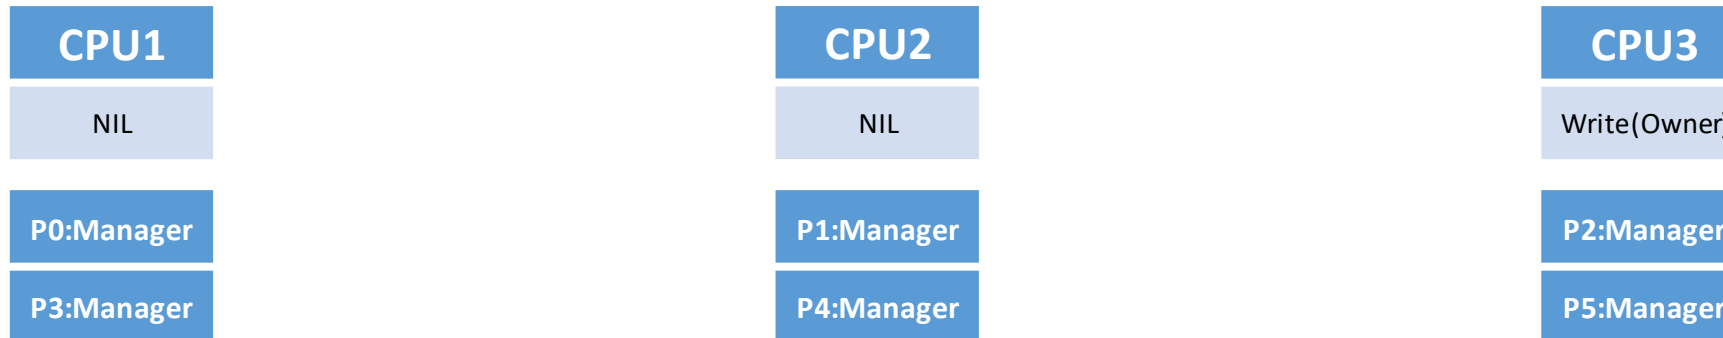 CPU1 CPU2 CPU3
NIL NIL Write(Owner)
P0:Manager P1:Manager P2:Manager
P3:Manager P4:Manager P5:Manager